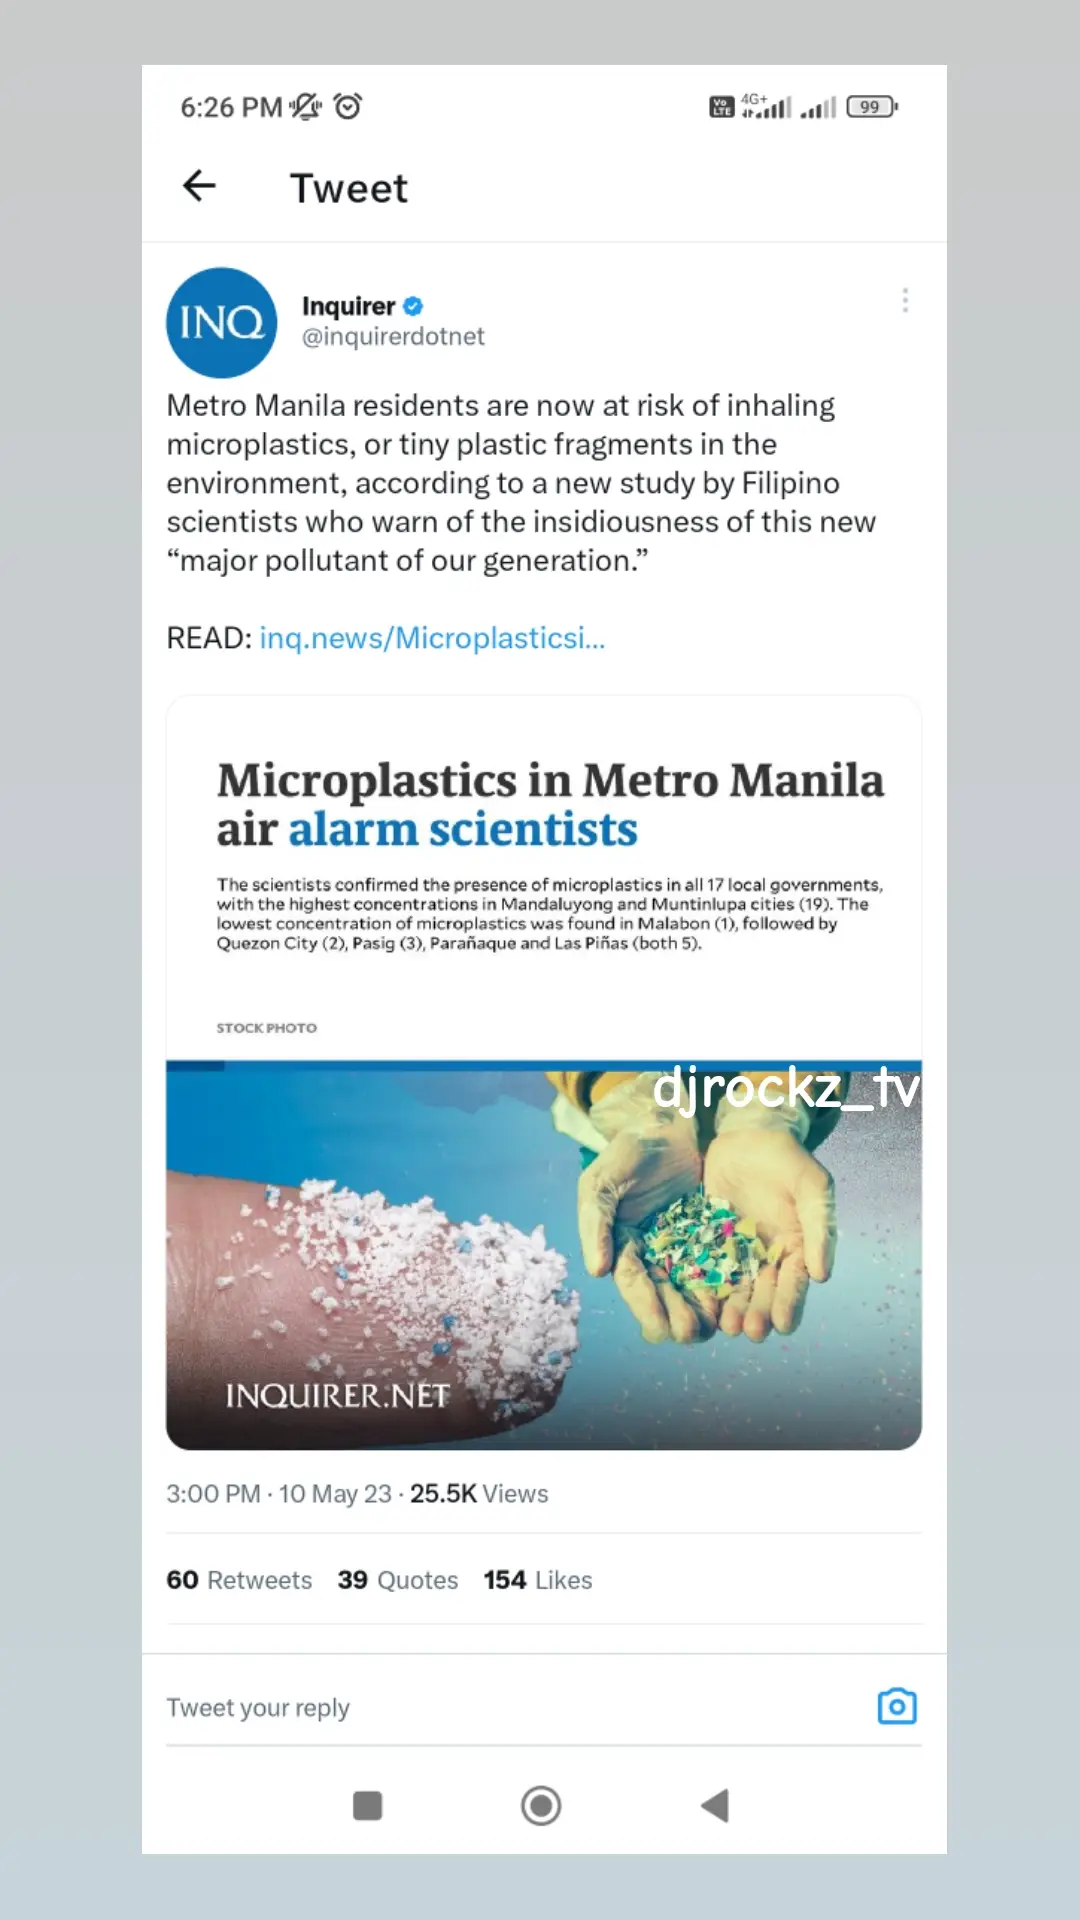 6:26 PM
Vo LTE 4G+ 99
Tweet
INQ
Inquirer
@inquirerdotnet
Metro Manila residents are now at risk of inhaling
microplastics, or tiny plastic fragments in the
environment, according to a new study by Filipino
scientists who warn of the insidiousness of this new
“major pollutant of our generation.”
READ: inq.news/Microplasticsi...
Microplastics in Metro Manila
air alarm scientists
The scientists confirmed the presence of microplastics in all 17 local governments,
with the highest concentrations in Mandaluyong and Muntinlupa cities (19). The
lowest concentration of microplastics was found in Malabon (1), followed by
Quezon City (2), Pasig (3), Parañaque and Las Piñas (both 5).
STOCK PHOTO
djrockz_tv
INQUIRER.NET
3:00 PM · 10 May 23 · 25.5K Views
60 Retweets 39 Quotes 154 Likes
Tweet your reply